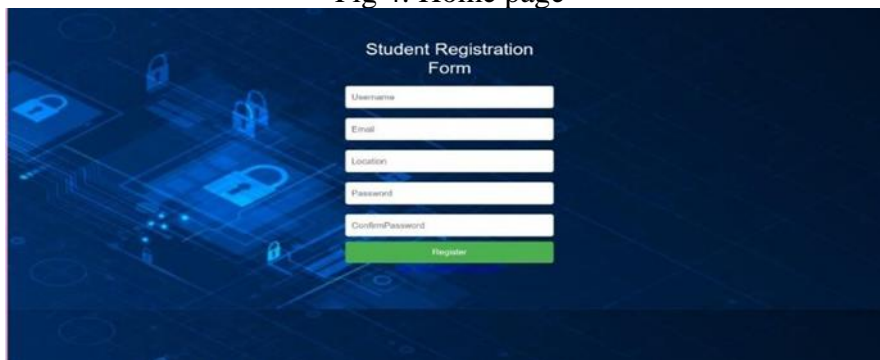 Fig 4. Home page
Student Registration
Form
Username
Email
Location
Password
ConfirmPassword
Register